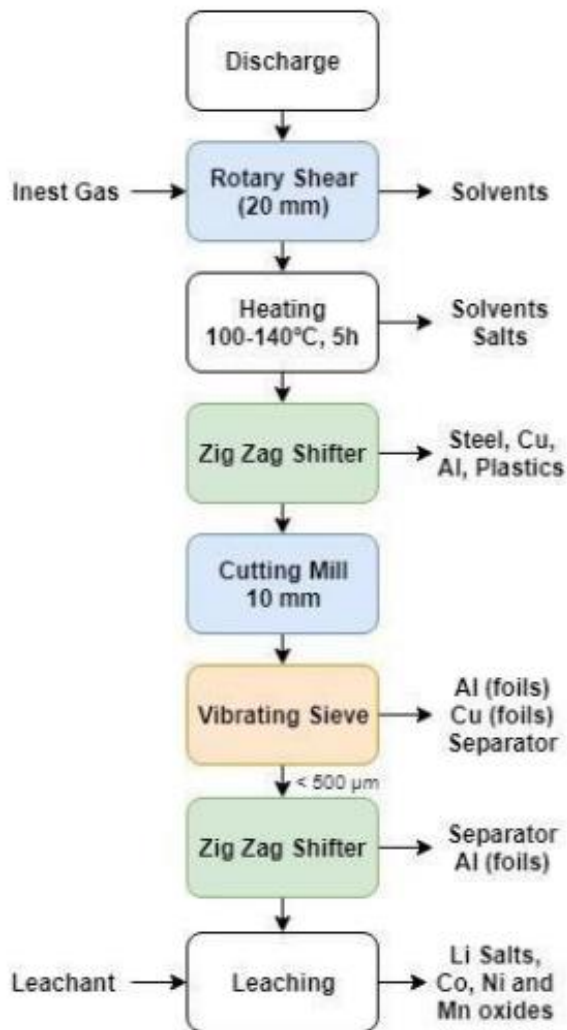 Discharge
Inest Gas
Rotary Shear
(20 mm)
Solvents
Heating
100-140ºC, 5h
Solvents
Salts
Zig Zag Shifter
Steel, Cu,
Al, Plastics
Cutting Mill
10 mm
Vibrating Sieve
Al (foils)
Cu (foils)
Separator
< 500 µm
Zig Zag Shifter
Separator
Al (foils)
Leachant
Leaching
Li Salts,
Co, Ni and
Mn oxides